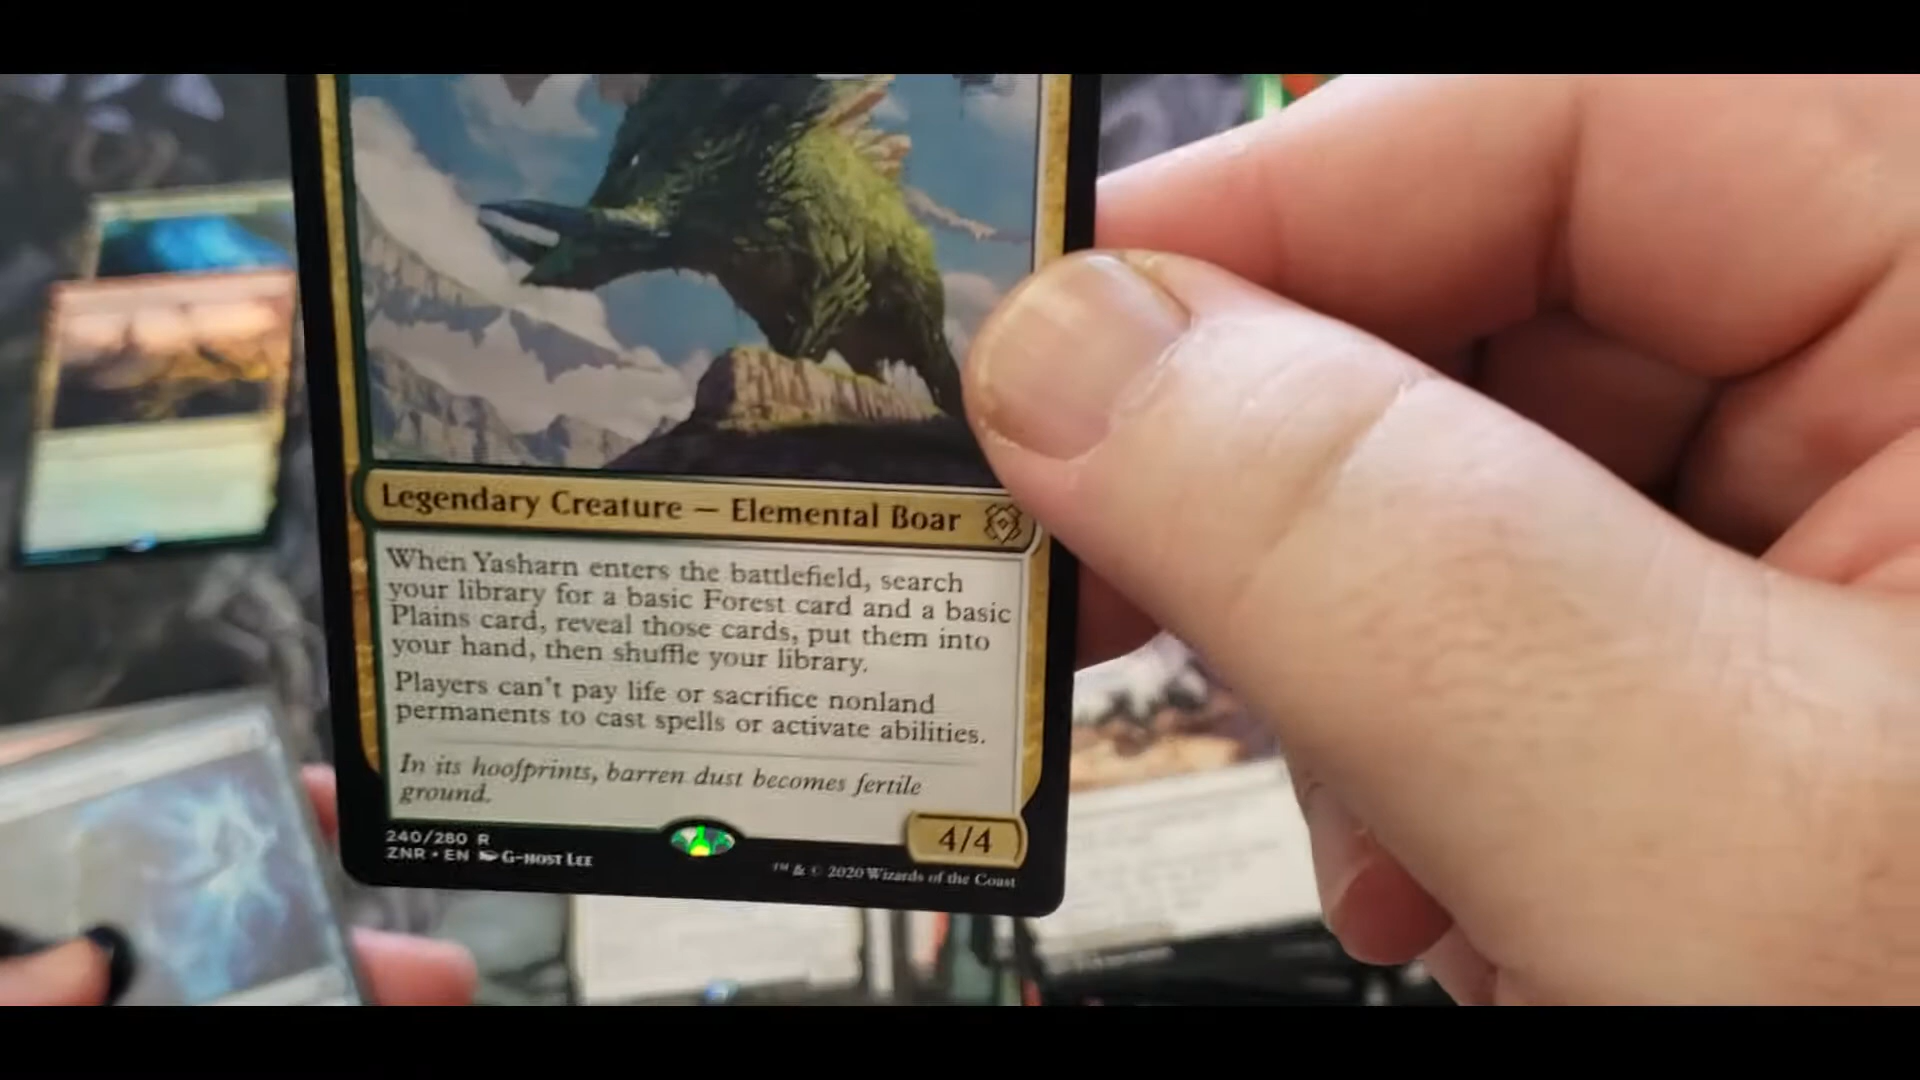 Legendary Creature — Elemental Boar
When Yasharn enters the battlefield, search
your library for a basic Forest card and a basic
Plains card, reveal those cards, put them into
your hand, then shuffle your library.
Players can't pay life or sacrifice nonland
permanents to cast spells or activate abilities.
In its hoofprints, barren dust becomes fertile
ground.
4/4
240/280 R
ZNR • EN G-host Lee
™ & © 2020 Wizards of the Coast